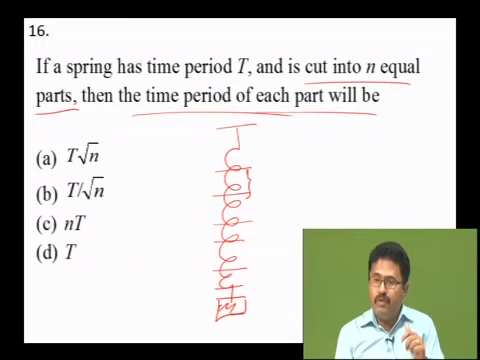 16.
If a spring has time period T, and is cut into n equal
parts, then the time period of each part will be
(a) T√n
(b) T/√n
(c) nT
(d) T